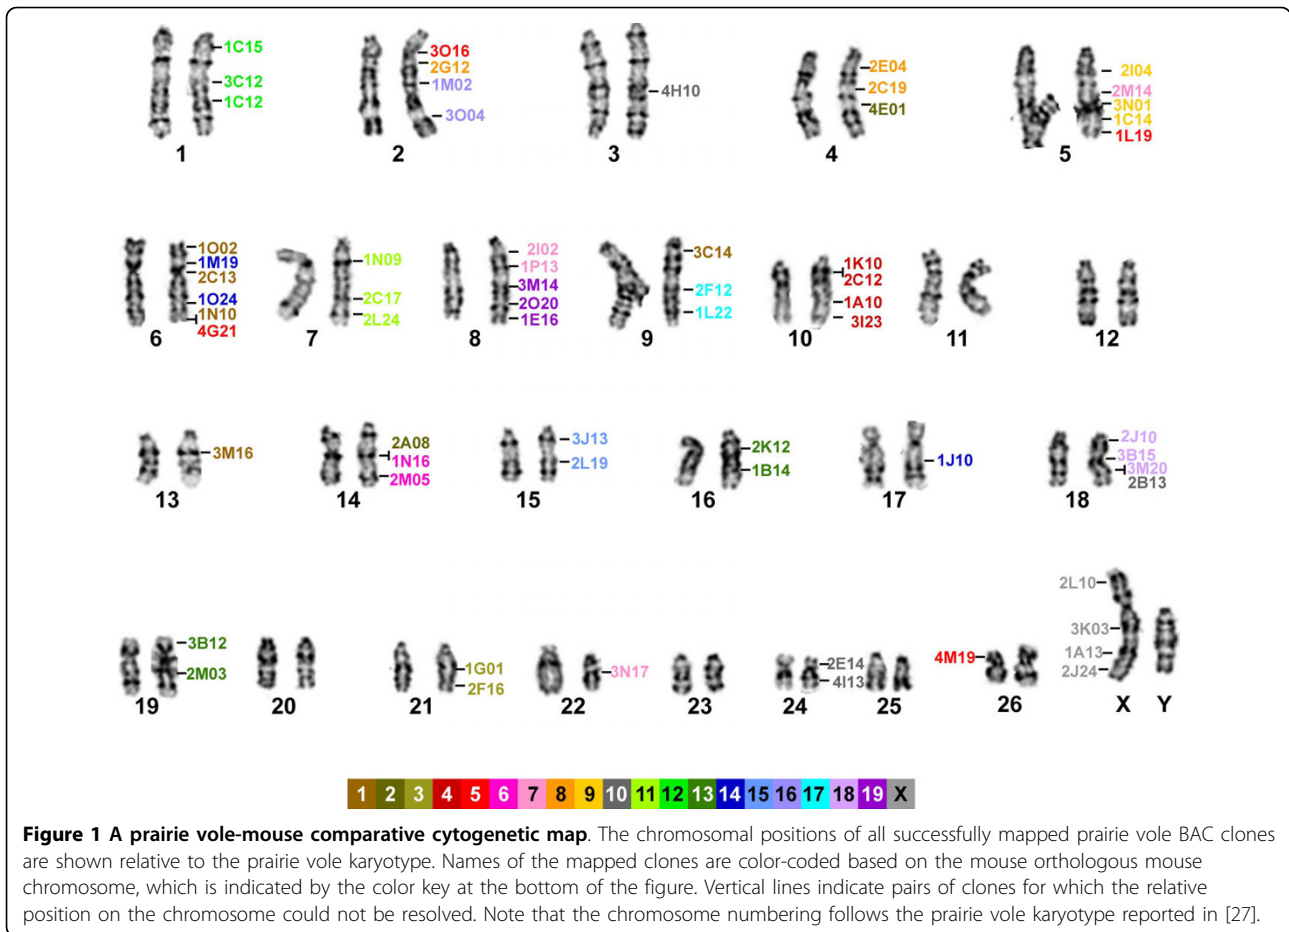 1C15
3C12
1C12
1
3O16
2G12
1M02
3O04
2
4H10
3
2E04
2C19
4E01
4
2I04
2M14
3N01
1C14
1L19
5
1O02
1M19
2C13
1O24
1N10
4G21
6
1N09
2C17
2L24
7
2I02
1P13
3M14
2O20
1E16
8
3C14
2F12
1L22
9
1K10
2C12
1A10
3I23
10
11
12
3M16
13
2A08
1N16
2M05
14
3J13
2L19
15
2K12
1B14
16
1J10
17
2J10
3B15
3M20
2B13
18
3B12
2M03
19
20
1G01
2F16
21
3N17
22
23
2E14
4I13
24
25
4M19
26
2L10
3K03
1A13
2J24
X Y
1 2 3 4 5 6 7 8 9 10 11 12 13 14 15 16 17 18 19 X
Figure 1 A prairie vole-mouse comparative cytogenetic map. The chromosomal positions of all successfully mapped prairie vole BAC clones
are shown relative to the prairie vole karyotype. Names of the mapped clones are color-coded based on the mouse orthologous mouse
chromosome, which is indicated by the color key at the bottom of the figure. Vertical lines indicate pairs of clones for which the relative
position on the chromosome could not be resolved. Note that the chromosome numbering follows the prairie vole karyotype reported in [27].